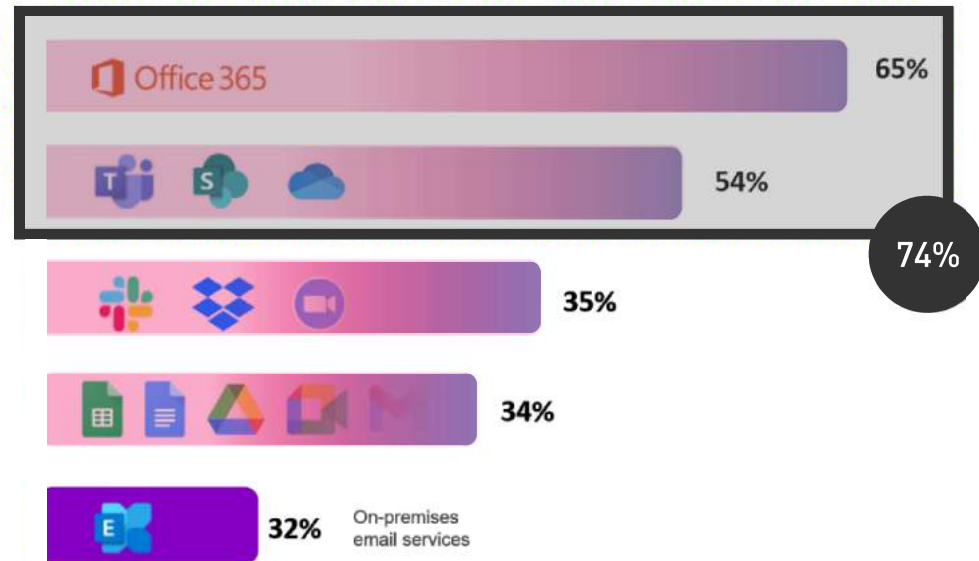 Office 365
65%
T
S
54%
74%
35%
34%
E
32%
On-premises
email services